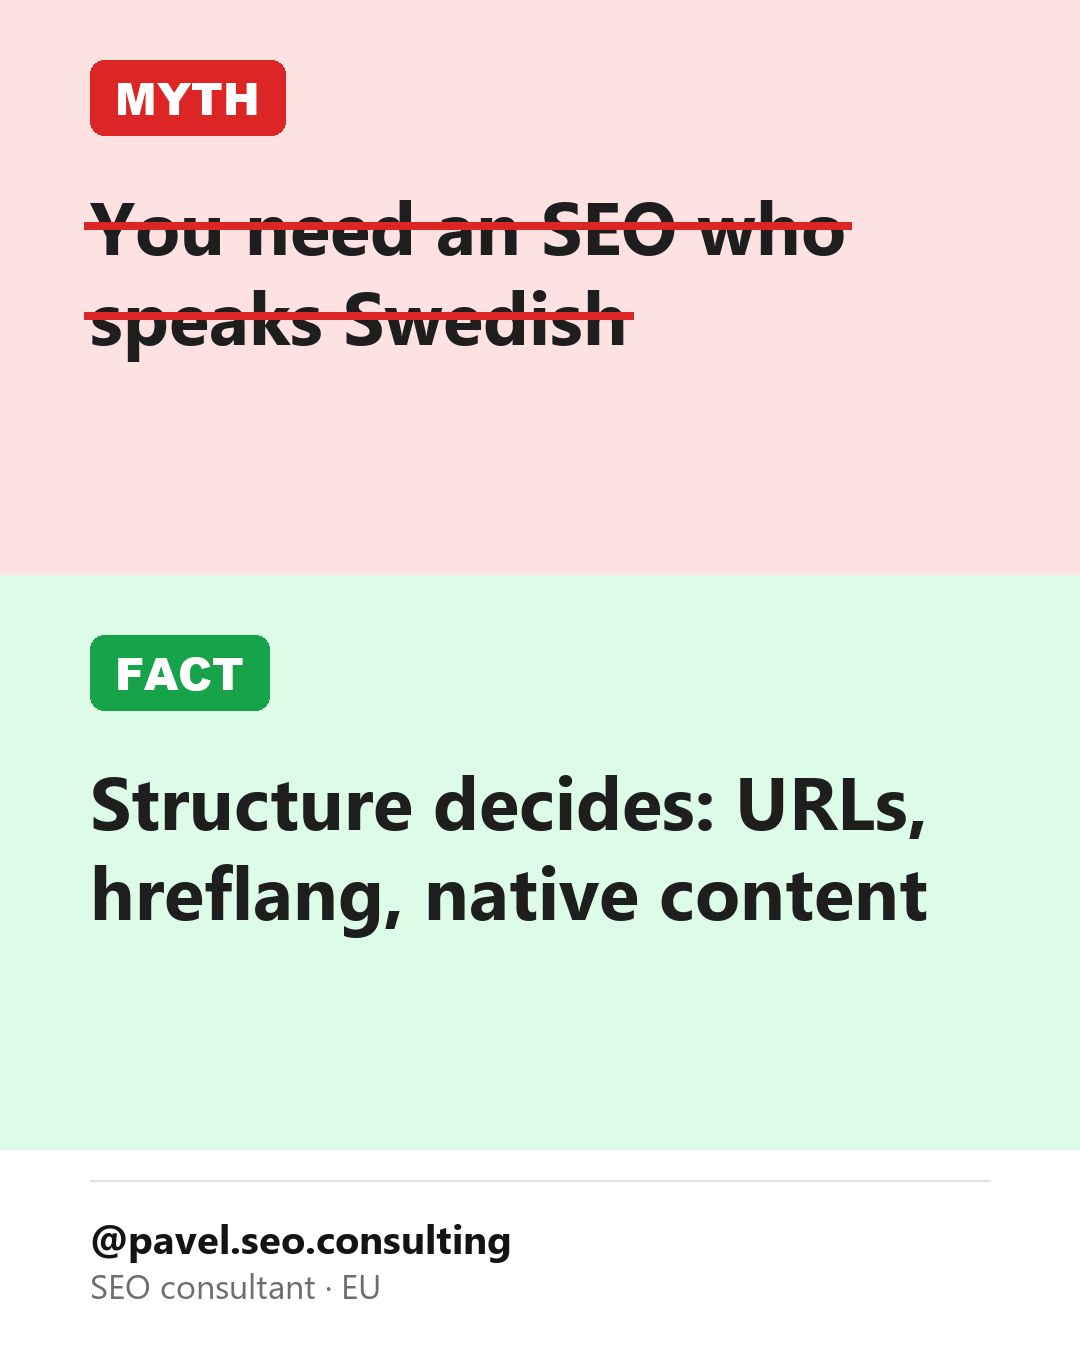 MYTH
You need an SEO who
speaks Swedish
FACT
Structure decides: URLs,
hreflang, native content
@pavel.seo.consulting
SEO consultant · EU